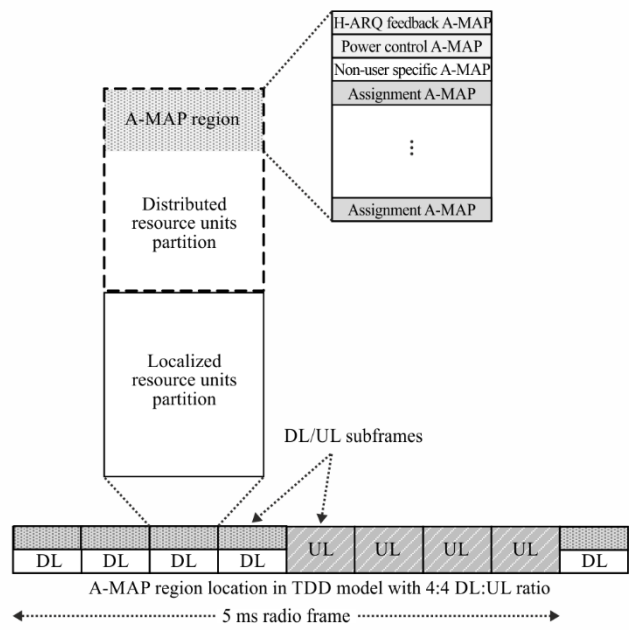 H-ARQ feedback A-MAP
Power control A-MAP
Non-user specific A-MAP
Assignment A-MAP
⋮
Assignment A-MAP
A-MAP region
Distributed
resource units
partition
Localized
resource units
partition
DL/UL subframes
DL
DL
DL
DL
UL
UL
UL
UL
DL
A-MAP region location in TDD model with 4:4 DL:UL ratio
5 ms radio frame